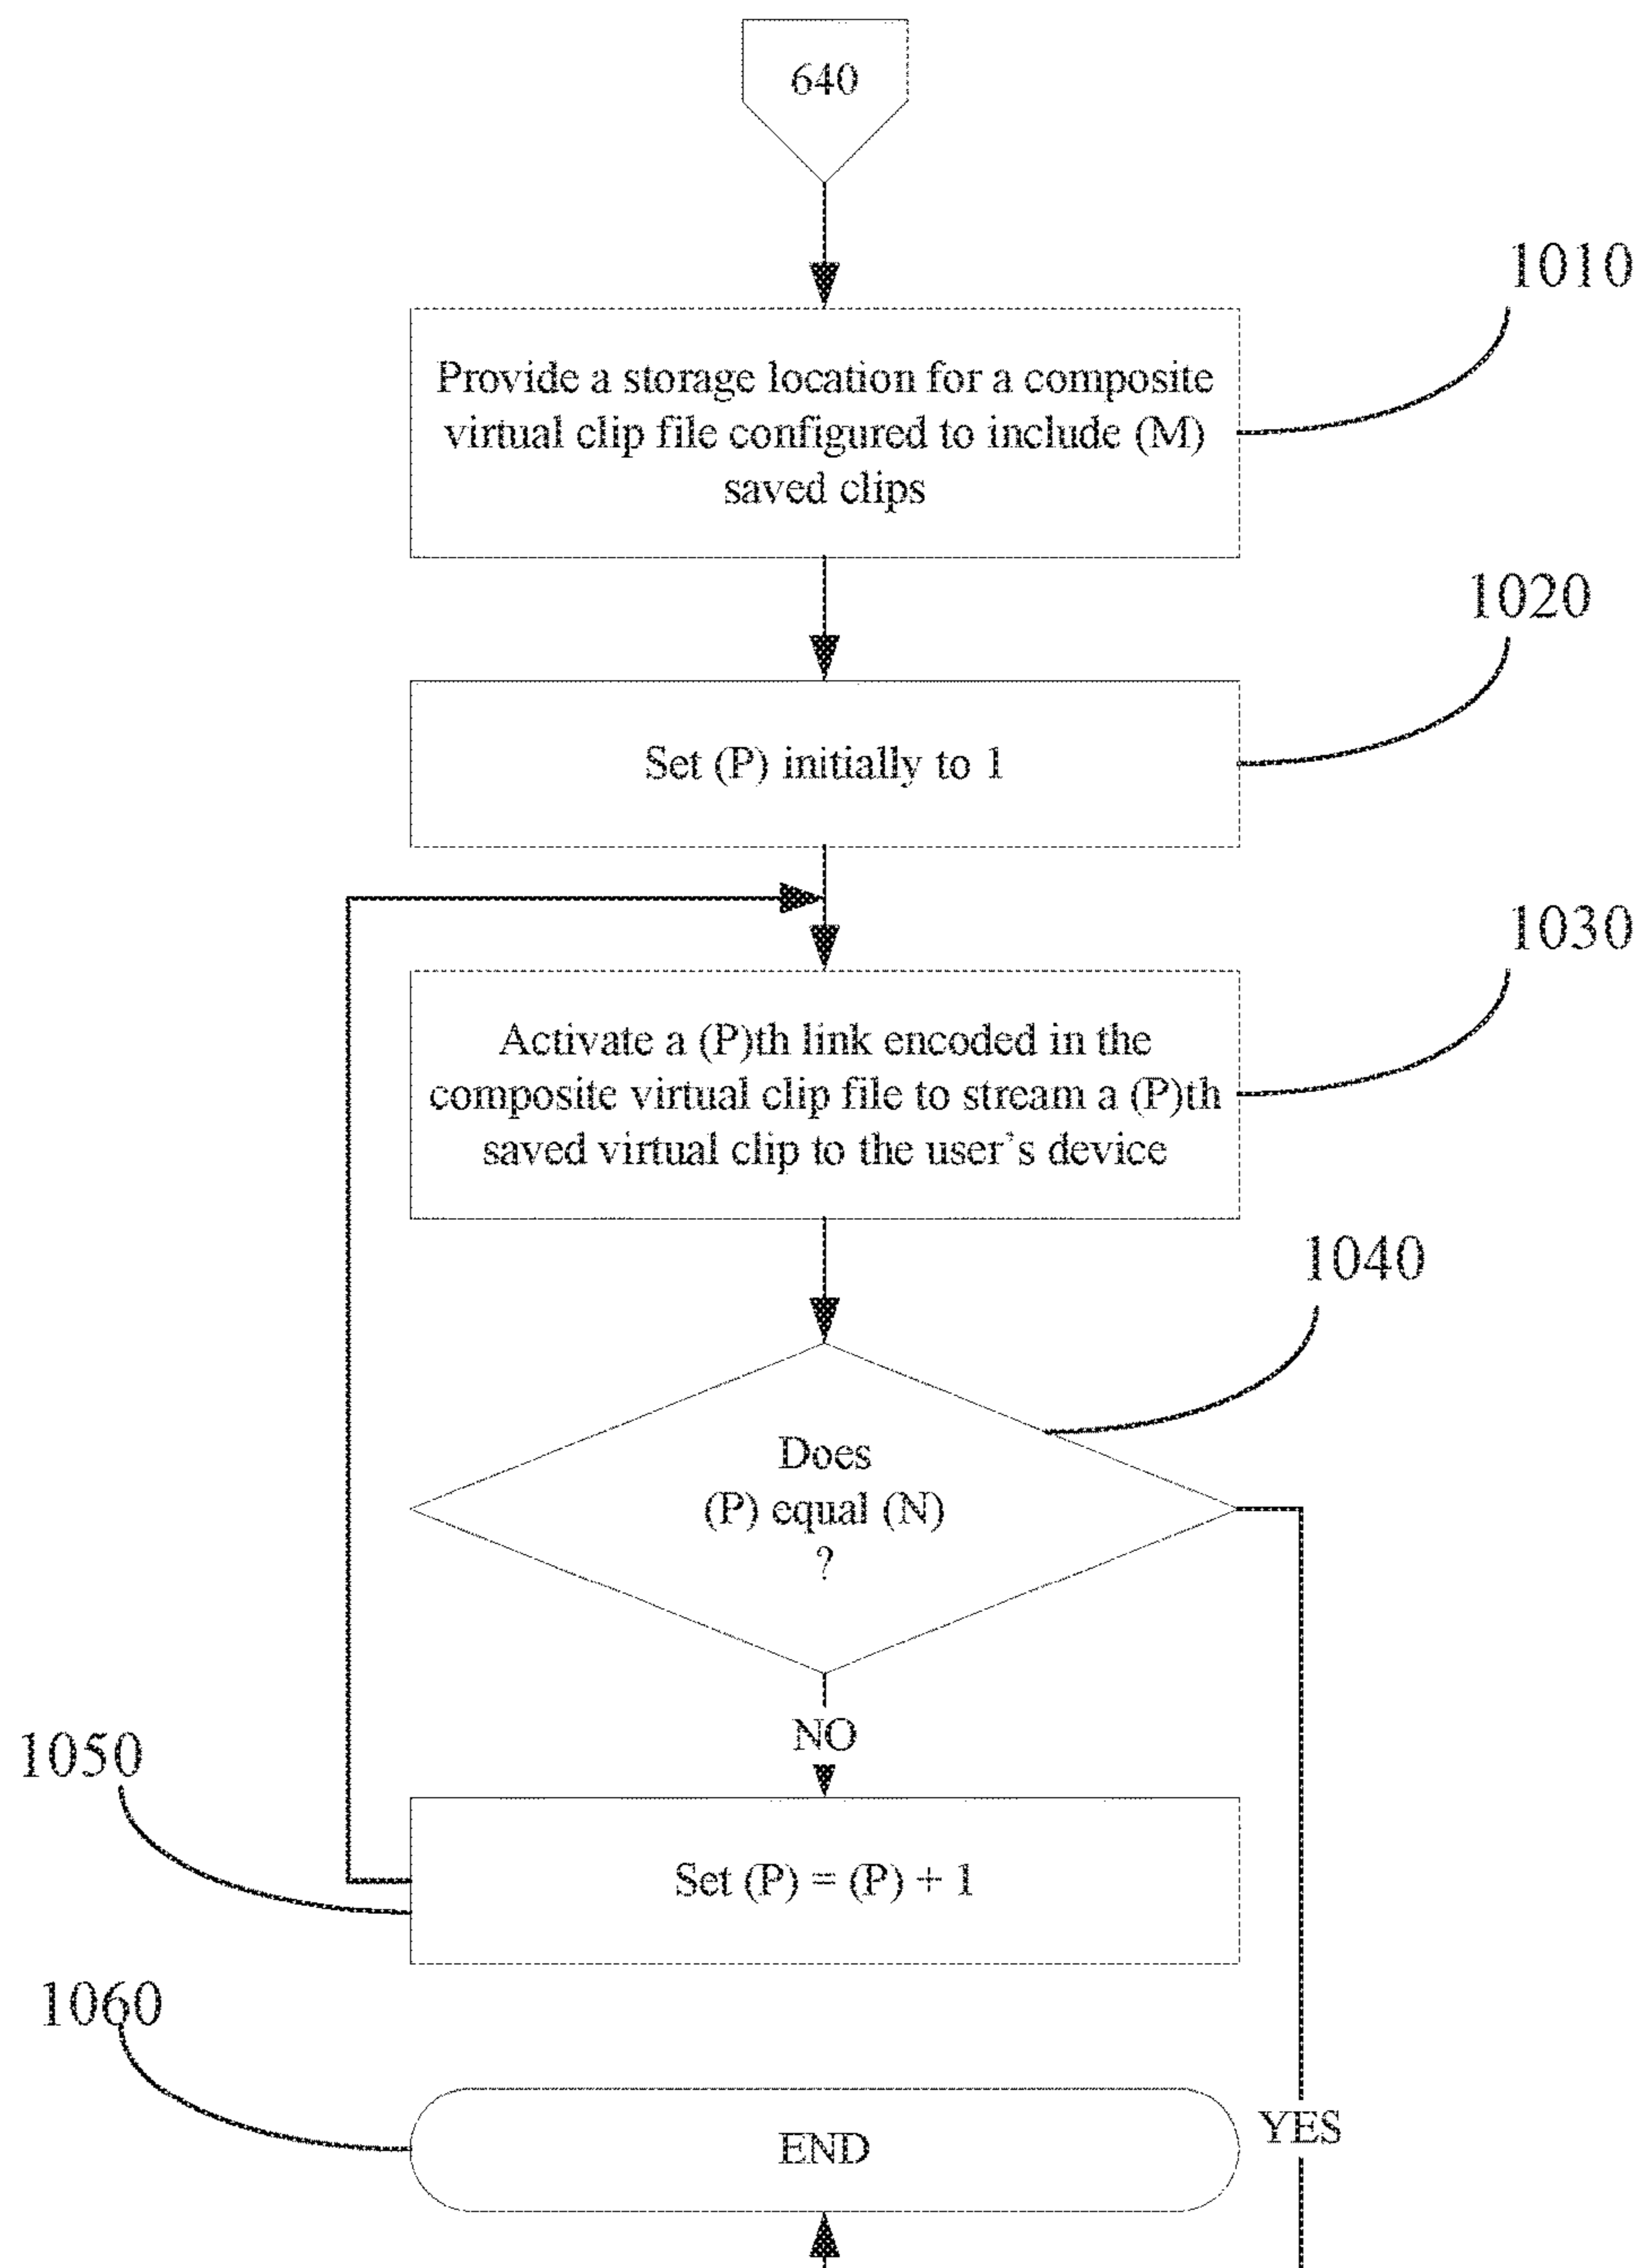 640
1010
Provide a storage location for a composite
virtual clip file configured to include (M)
saved clips
1020
Set (P) initially to 1
1030
Activate a (P)th link encoded in the
composite virtual clip file to stream a (P)th
saved virtual clip to the user's device
1040
Does
(P) equal (N)
?
NO
1050
Set (P) = (P) + 1
1060
END
YES